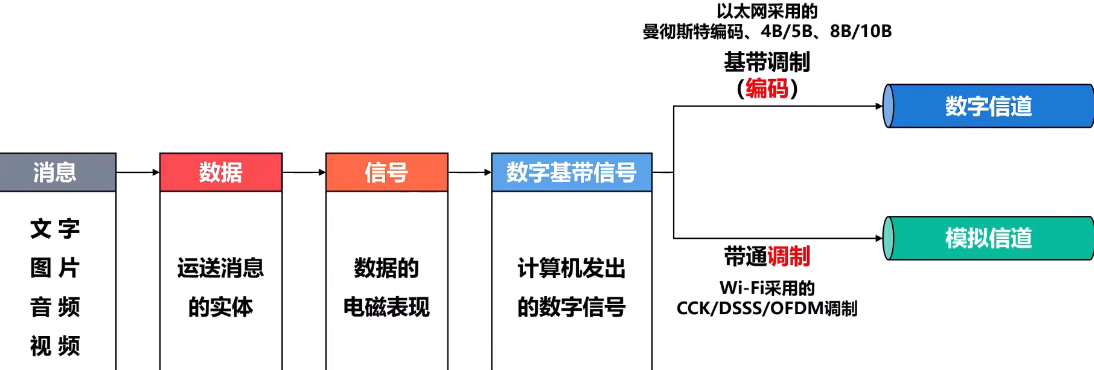 以太网采用的
曼彻斯特编码、4B/5B、8B/10B
基带调制
（编码）
数字信道
消息
数据
信号
数字基带信号
文 字
图 片
音 频
视 频
运送消息
的实体
数据的
电磁表现
计算机发出
的数字信号
模拟信道
带通调制
Wi-Fi采用的
CCK/DSSS/OFDM调制